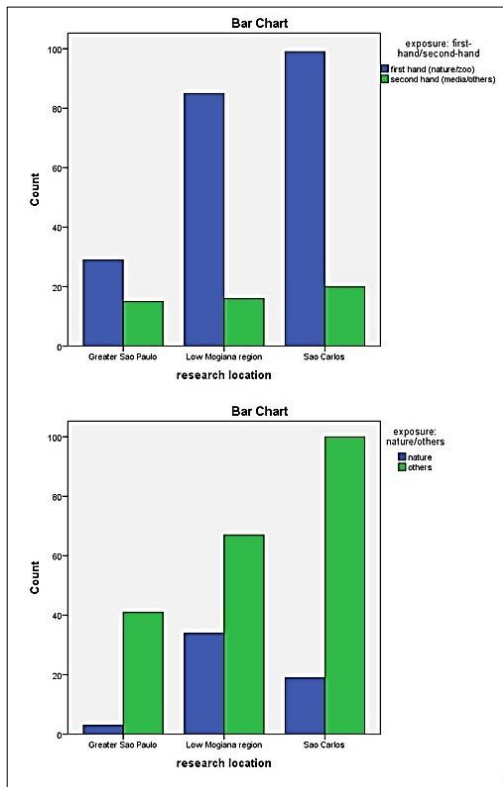 Bar Chart
exposure: first-
hand/second-hand
first hand (nature/zoo)
second hand (media/others)
100
80
60
40
20
0
Count
Greater Sao Paulo
Low Mogiana region
Sao Carlos
research location
Bar Chart
exposure:
nature/others
nature
others
100
80
60
40
20
0
Count
Greater Sao Paulo
Low Mogiana region
Sao Carlos
research location